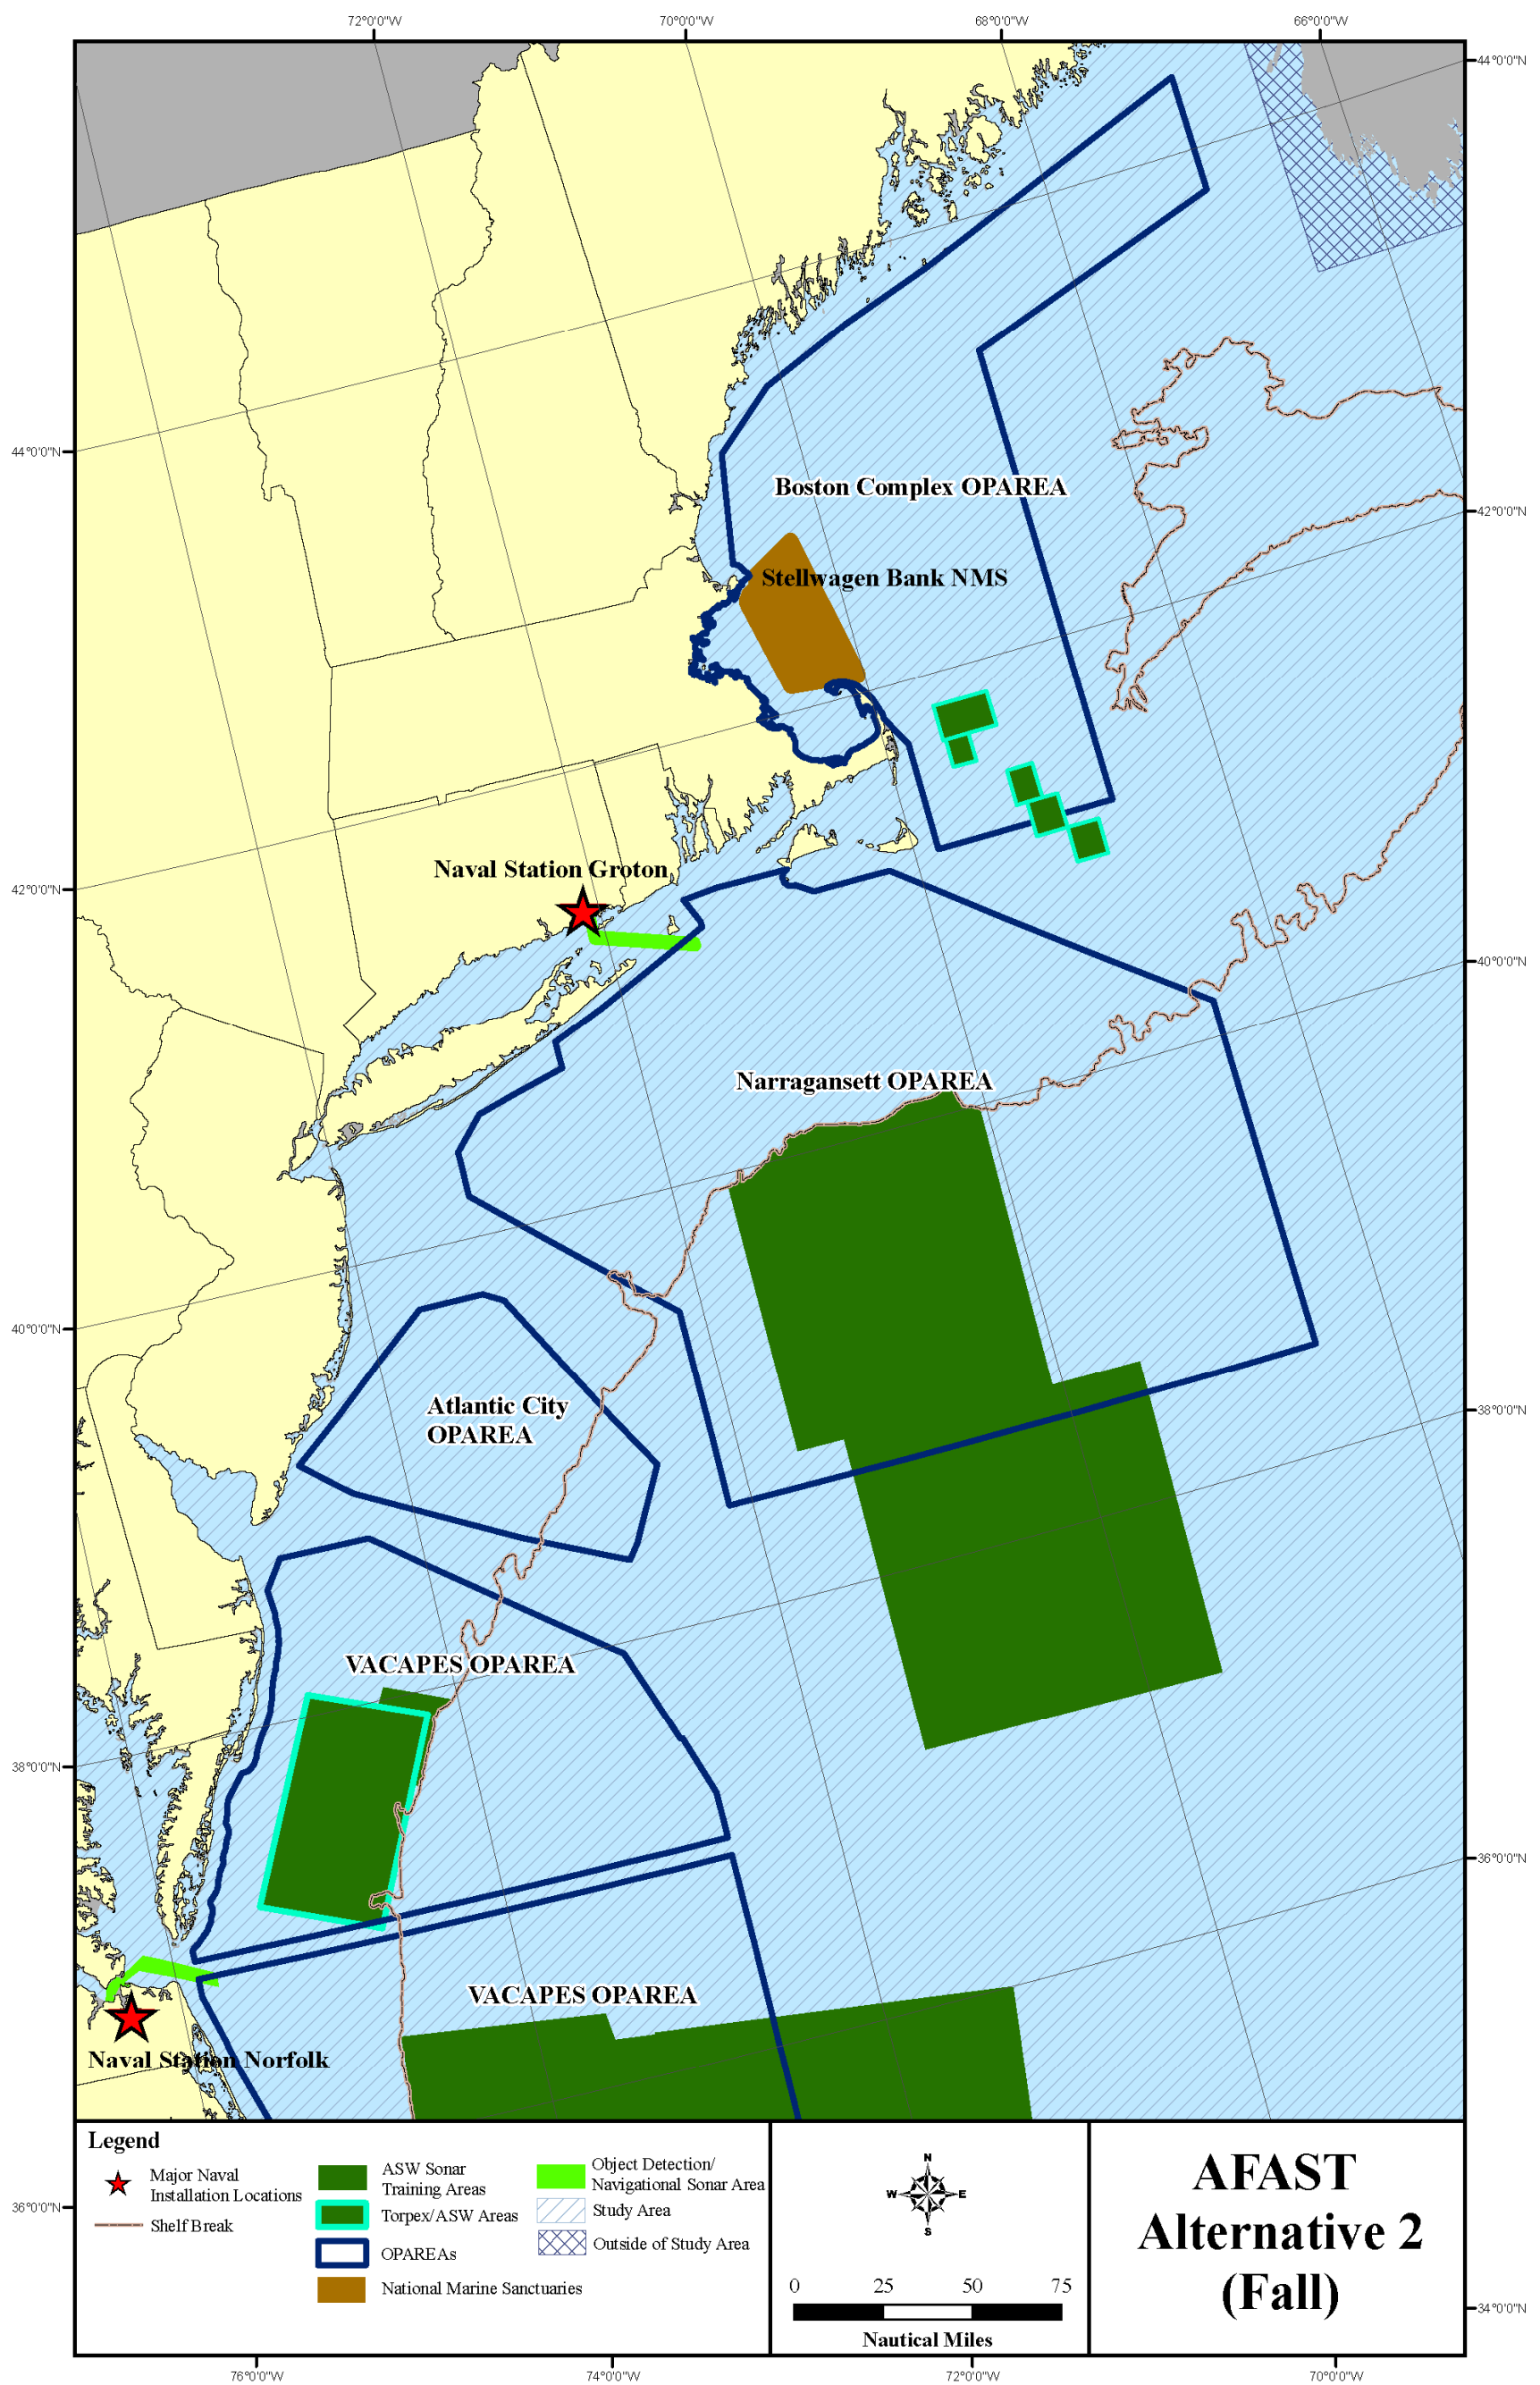 72°0'0"W
70°0'0"W
68°0'0"W
66°0'0"W
44°0'0"N
44°0'0"N
Boston Complex OPAREA
42°0'0"N
Stellwagen Bank NMS
Naval Station Groton
42°0'0"N
40°0'0"N
Narragansett OPAREA
40°0'0"N
Atlantic City
OPAREA
38°0'0"N
VACAPES OPAREA
38°0'0"N
36°0'0"N
VACAPES OPAREA
Naval Station Norfolk
Legend
Major Naval
Installation Locations
Shelf Break
ASW Sonar
Training Areas
Torpex/ASW Areas
OPAREAs
National Marine Sanctuaries
Object Detection/
Navigational Sonar Area
Study Area
Outside of Study Area
N
W
E
S
0 25 50 75
Nautical Miles
AFAST
Alternative 2
(Fall)
36°0'0"N
34°0'0"N
76°0'0"W
74°0'0"W
72°0'0"W
70°0'0"W